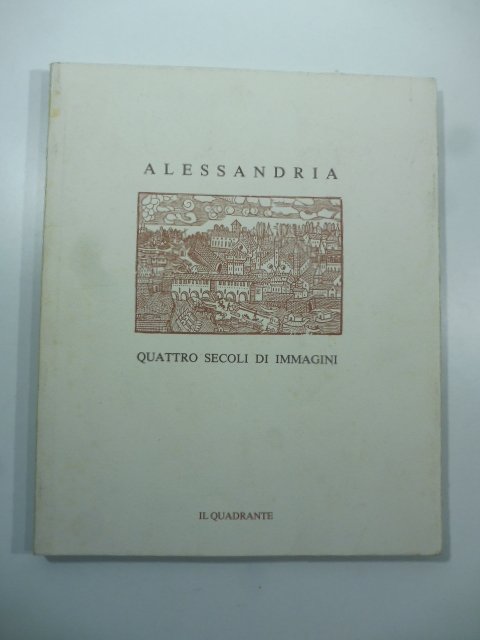 ALESSANDRIA
QUATTRO SECOLI DI IMMAGINI
IL QUADRANTE